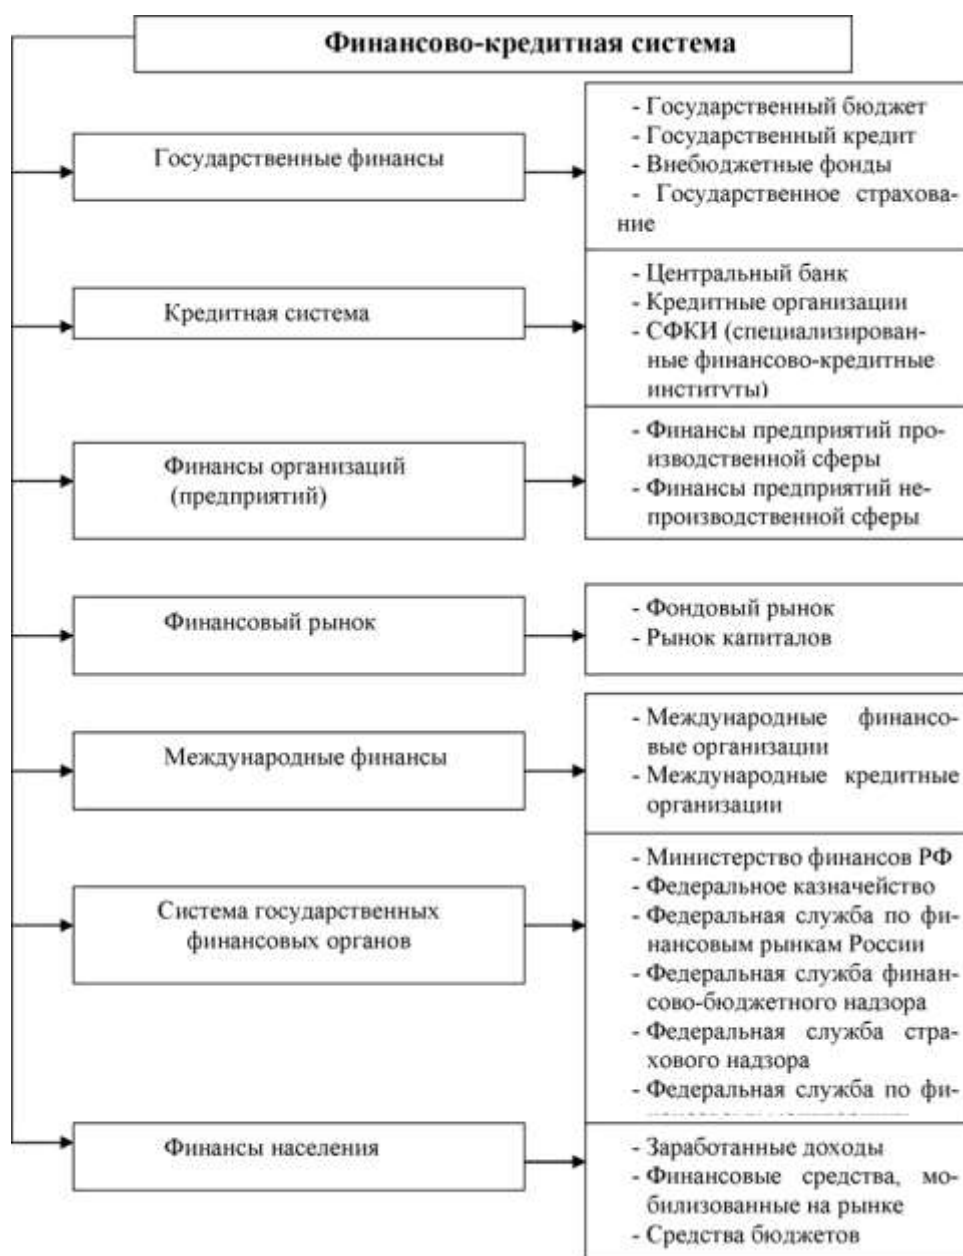 Финансово-кредитная система
Государственные финансы
- Государственный бюджет
- Государственный кредит
- Внебюджетные фонды
- Государственное страхова-
ние
Кредитная система
- Центральный банк
- Кредитные организации
- СФКИ (специализирован-
ные финансово-кредитные
институты)
Финансы организаций
(предприятий)
- Финансы предприятий про-
изводственной сферы
- Финансы предприятий не-
производственной сферы
Финансовый рынок
- Фондовый рынок
- Рынок капиталов
Международные финансы
- Международные финансо-
вые организации
- Международные кредитные
организации
Система государственных
финансовых органов
- Министерство финансов РФ
- Федеральное казначейство
- Федеральная служба по фи-
нансовым рынкам России
- Федеральная служба финан-
сово-бюджетного надзора
- Федеральная служба стра-
хового надзора
- Федеральная служба по фи-
Финансы населения
- Заработанные доходы
- Финансовые средства, мо-
билизованные на рынке
- Средства бюджетов